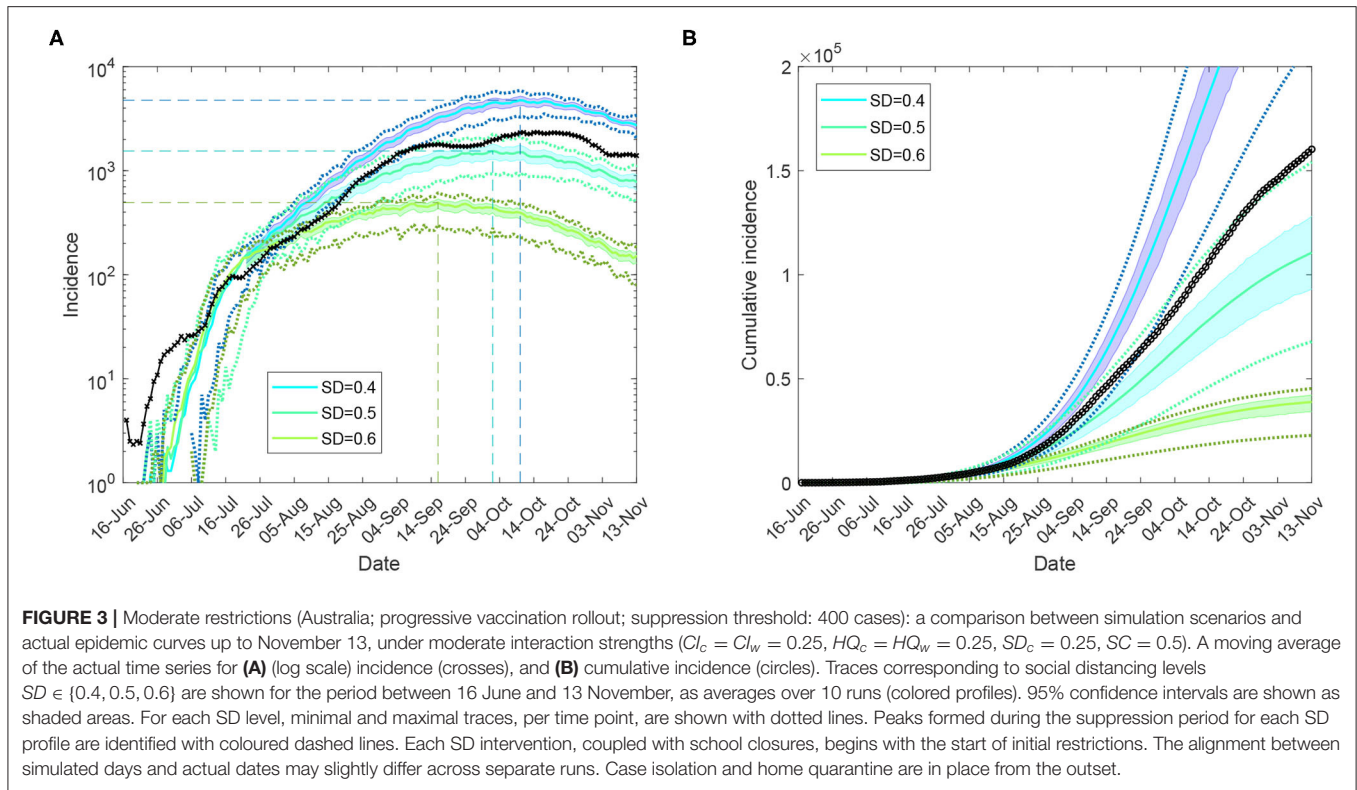 A
10⁴
10³
10²
10¹
10⁰
Incidence
SD=0.4
SD=0.5
SD=0.6
16-Jun
26-Jun
06-Jul
16-Jul
26-Jul
05-Aug
15-Aug
25-Aug
04-Sep
14-Sep
24-Sep
04-Oct
14-Oct
24-Oct
03-Nov
13-Nov
Date
B
×10⁵
2
1.5
1
0.5
0
Cumulative incidence
SD=0.4
SD=0.5
SD=0.6
16-Jun
26-Jun
06-Jul
16-Jul
26-Jul
05-Aug
15-Aug
25-Aug
04-Sep
14-Sep
24-Sep
04-Oct
14-Oct
24-Oct
03-Nov
13-Nov
Date
FIGURE 3 | Moderate restrictions (Australia; progressive vaccination rollout; suppression threshold: 400 cases): a comparison between simulation scenarios and
actual epidemic curves up to November 13, under moderate interaction strengths (CI_c = CI_w = 0.25, HQ_c = HQ_w = 0.25, SD_c = 0.25, SC = 0.5). A moving average
of the actual time series for (A) (log scale) incidence (crosses), and (B) cumulative incidence (circles). Traces corresponding to social distancing levels
SD ∈ {0.4, 0.5, 0.6} are shown for the period between 16 June and 13 November, as averages over 10 runs (colored profiles). 95% confidence intervals are shown as
shaded areas. For each SD level, minimal and maximal traces, per time point, are shown with dotted lines. Peaks formed during the suppression period for each SD
profile are identified with coloured dashed lines. Each SD intervention, coupled with school closures, begins with the start of initial restrictions. The alignment between
simulated days and actual dates may slightly differ across separate runs. Case isolation and home quarantine are in place from the outset.